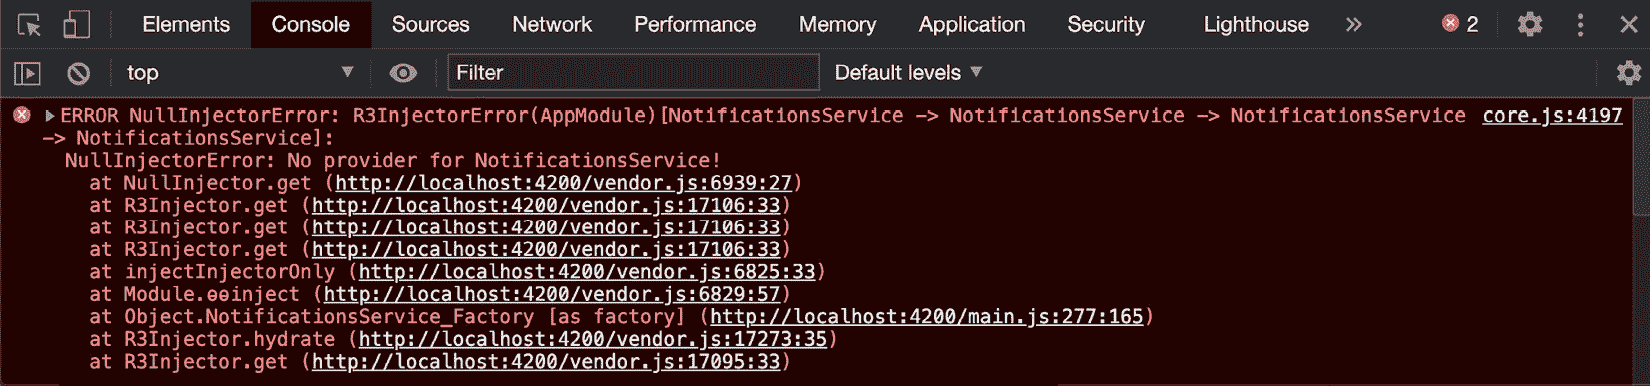 Elements Console Sources Network Performance Memory Application Security Lighthouse » 2
top Filter Default levels
ERROR NullInjectorError: R3InjectorError(AppModule)[NotificationsService -> NotificationsService -> NotificationsService core.js:4197
-> NotificationsService]:
NullInjectorError: No provider for NotificationsService!
at NullInjector.get (http://localhost:4200/vendor.js:6939:27)
at R3Injector.get (http://localhost:4200/vendor.js:17106:33)
at R3Injector.get (http://localhost:4200/vendor.js:17106:33)
at R3Injector.get (http://localhost:4200/vendor.js:17106:33)
at injectInjectorOnly (http://localhost:4200/vendor.js:6825:33)
at Module.ɵɵinject (http://localhost:4200/vendor.js:6829:57)
at Object.NotificationsService_Factory [as factory] (http://localhost:4200/main.js:277:165)
at R3Injector.hydrate (http://localhost:4200/vendor.js:17273:35)
at R3Injector.get (http://localhost:4200/vendor.js:17095:33)